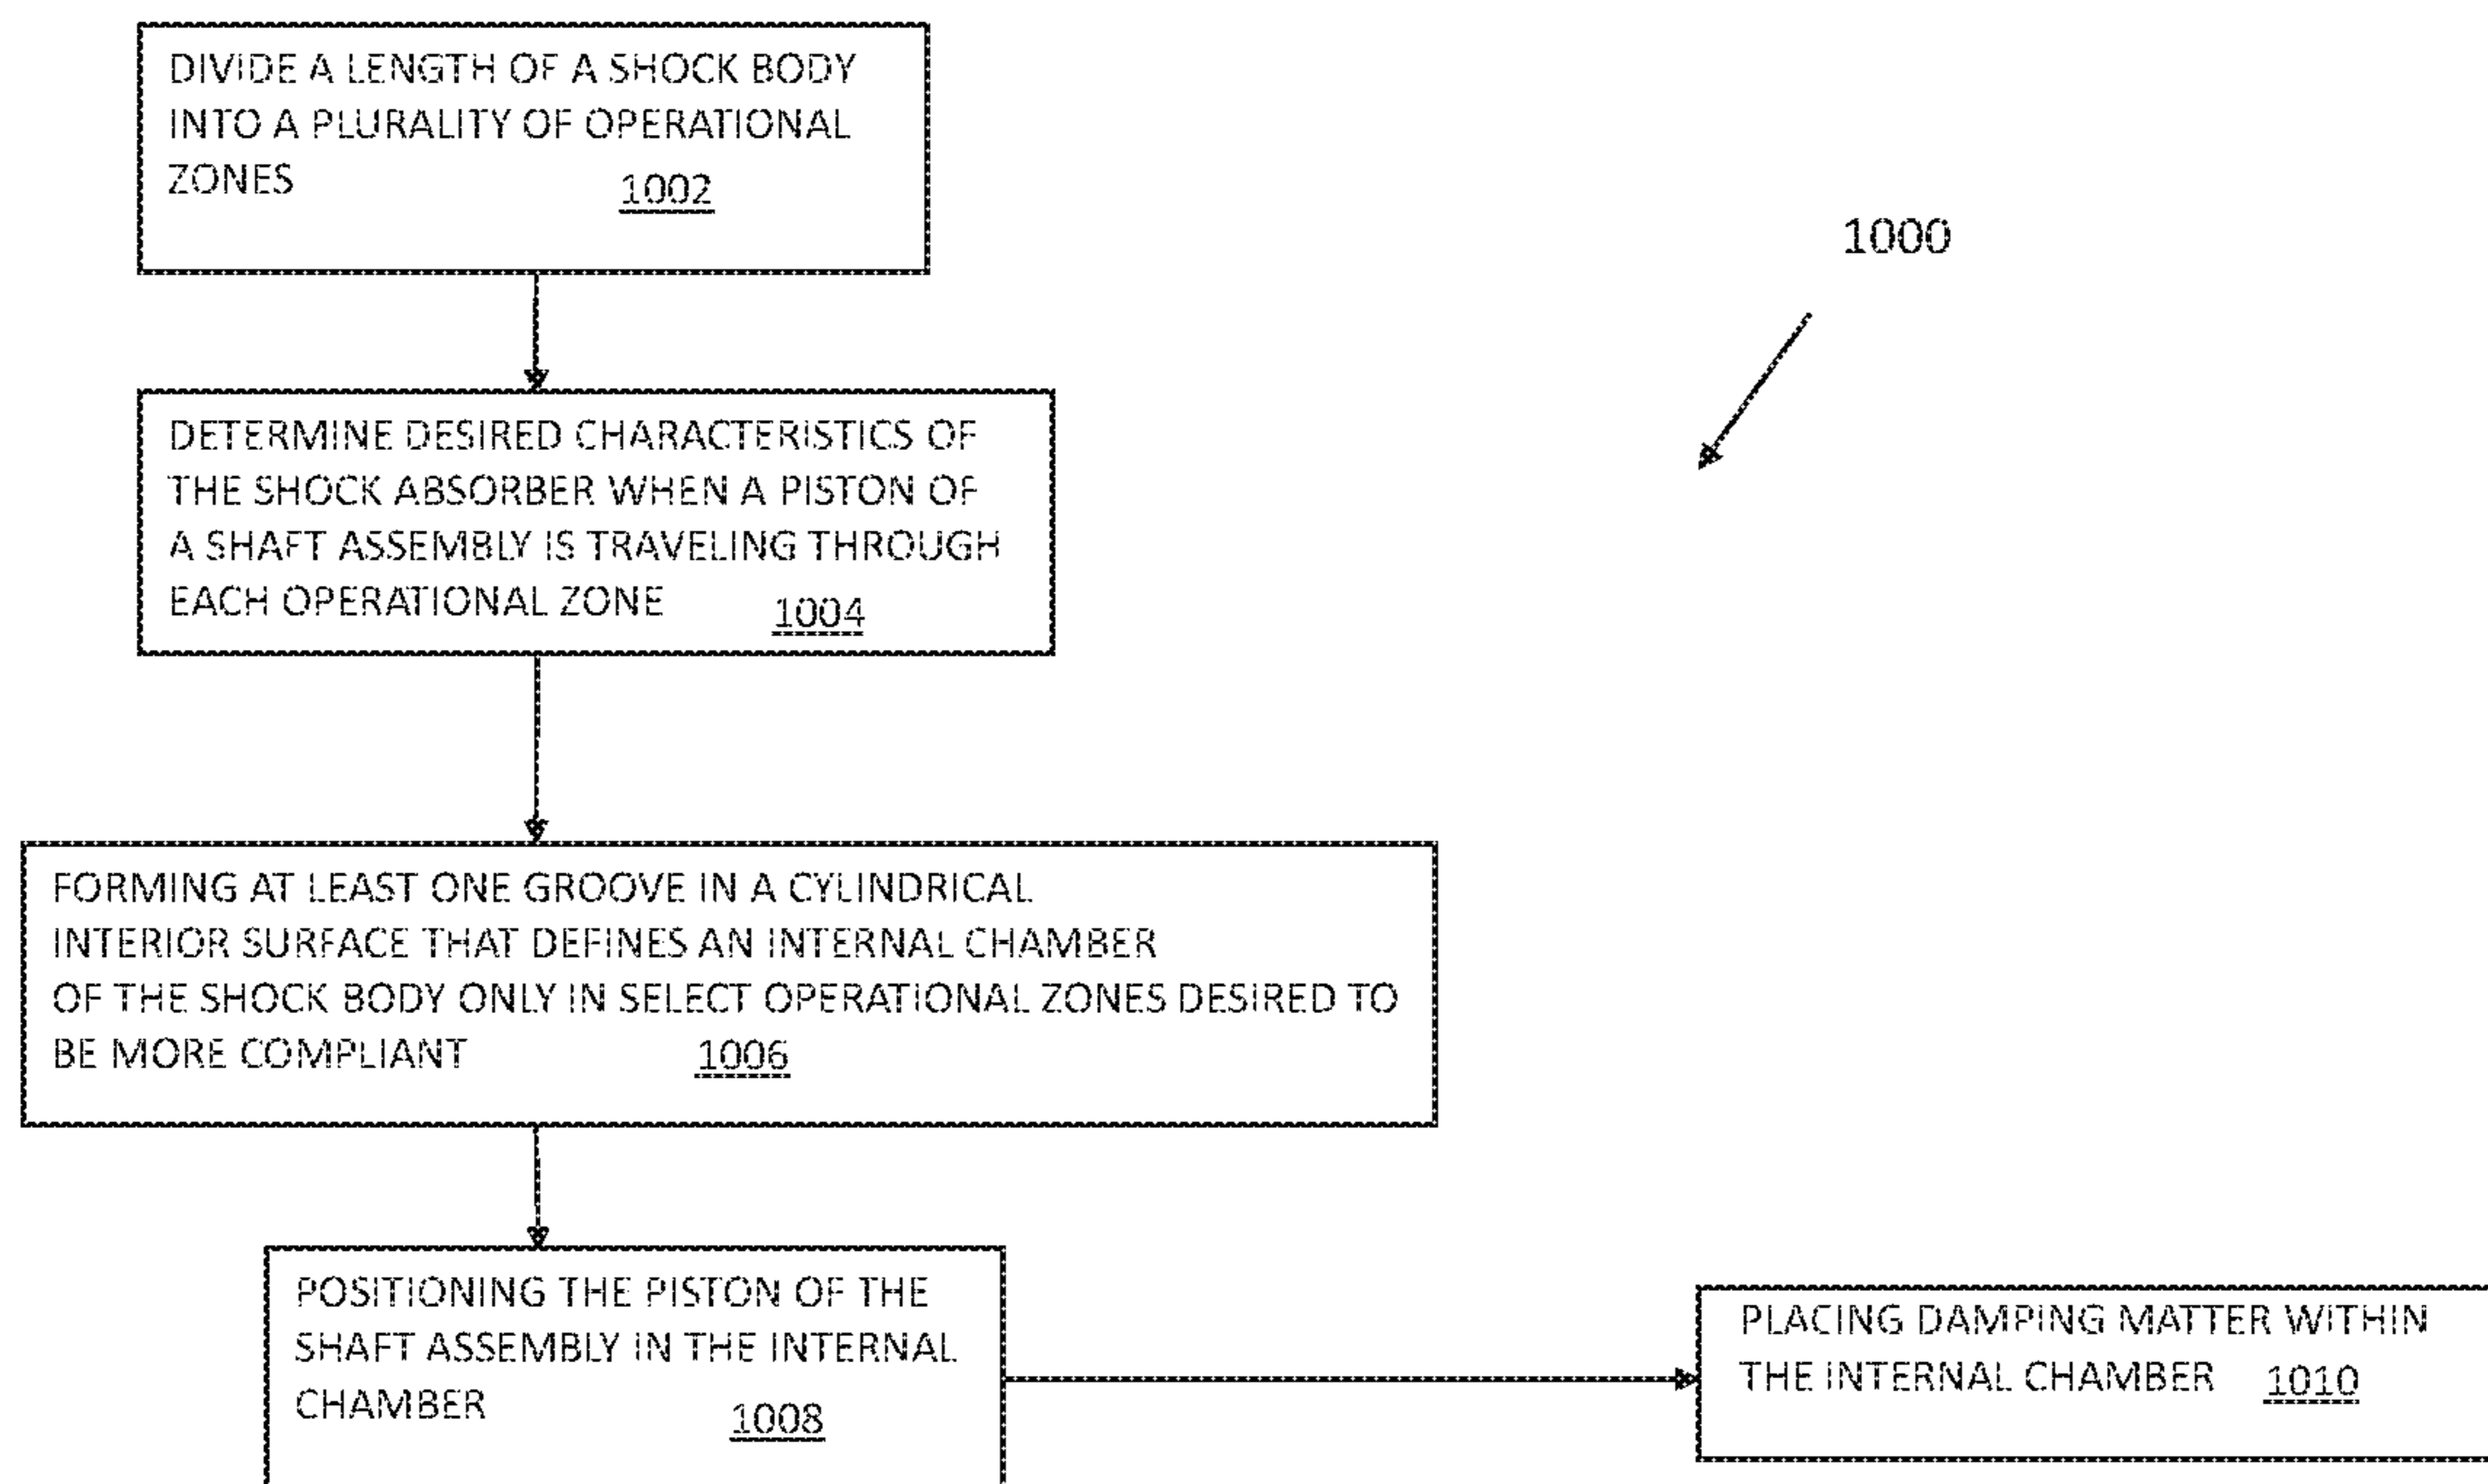 DIVIDE A LENGTH OF A SHOCK BODY
INTO A PLURALITY OF OPERATIONAL
ZONES
1002
1000
DETERMINE DESIRED CHARACTERISTICS OF
THE SHOCK ABSORBER WHEN A PISTON OF
A SHAFT ASSEMBLY IS TRAVELING THROUGH
EACH OPERATIONAL ZONE 1004
FORMING AT LEAST ONE GROOVE IN A CYLINDRICAL
INTERIOR SURFACE THAT DEFINES AN INTERNAL CHAMBER
OF THE SHOCK BODY ONLY IN SELECT OPERATIONAL ZONES DESIRED TO
BE MORE COMPLIANT 1006
POSITIONING THE PISTON OF THE
SHAFT ASSEMBLY IN THE INTERNAL
CHAMBER 1008
PLACING DAMPING MATTER WITHIN
THE INTERNAL CHAMBER 1010